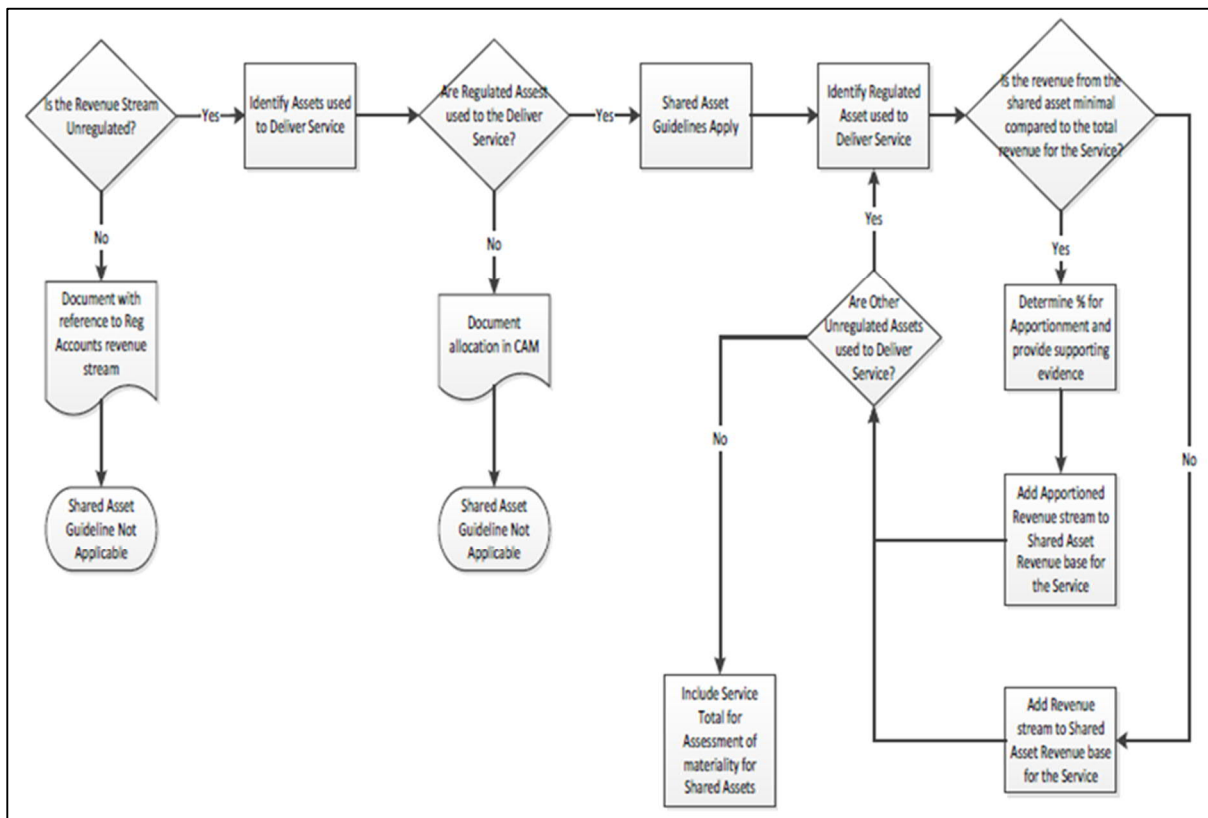 Is the Revenue Stream
Unregulated?
Yes
Identify Assets used
to Deliver Service
Are Regulated Assest
used to the Deliver
Service?
Yes
Shared Asset
Guidelines Apply
Identify Regulated
Asset used to
Deliver Service
Is the revenue from the
shared asset minimal
compared to the total
revenue for the Service?
No
Document with
reference to Reg
Accounts revenue
stream
Shared Asset
Guideline Not
Applicable
No
Document
allocation in CAM
Shared Asset
Guideline Not
Applicable
Yes
Are Other
Unregulated Assets
used to Deliver
Service?
No
Include Service
Total for
Assessment of
materiality for
Shared Assets
Yes
Determine % for
Apportionment and
provide supporting
evidence
Add Apportioned
Revenue stream to
Shared Asset
Revenue base for
the Service
No
Add Revenue
stream to Shared
Asset Revenue base
for the Service